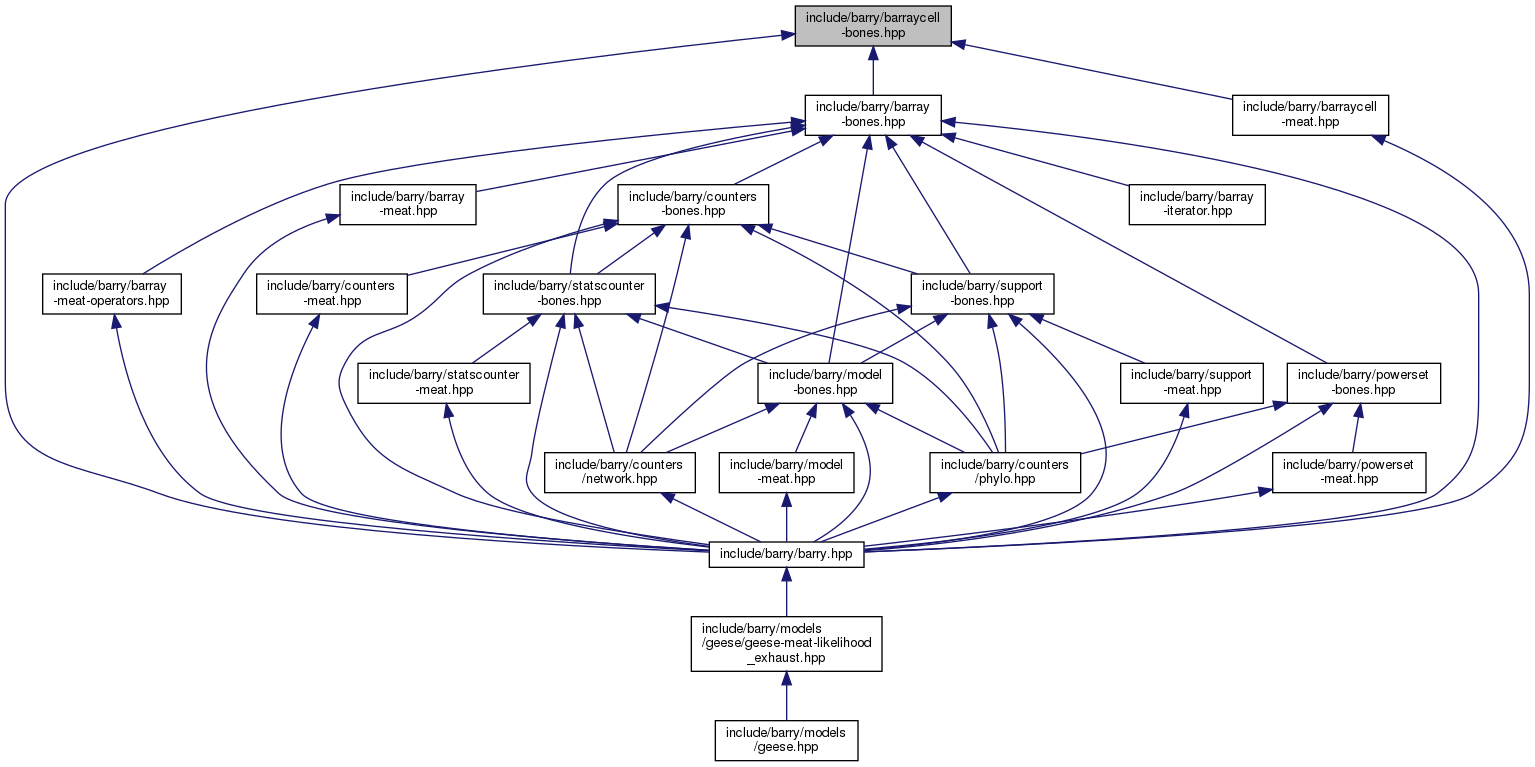 include/barry/barraycell
-bones.hpp
include/barry/barray
-bones.hpp
include/barry/barraycell
-meat.hpp
include/barry/barray
-meat.hpp
include/barry/counters
-bones.hpp
include/barry/barray
-iterator.hpp
include/barry/barray
-meat-operators.hpp
include/barry/counters
-meat.hpp
include/barry/statscounter
-bones.hpp
include/barry/support
-bones.hpp
include/barry/statscounter
-meat.hpp
include/barry/model
-bones.hpp
include/barry/support
-meat.hpp
include/barry/powerset
-bones.hpp
include/barry/counters
/network.hpp
include/barry/model
-meat.hpp
include/barry/counters
/phylo.hpp
include/barry/powerset
-meat.hpp
include/barry/barry.hpp
include/barry/models
/geese/geese-meat-likelihood
_exhaust.hpp
include/barry/models
/geese.hpp